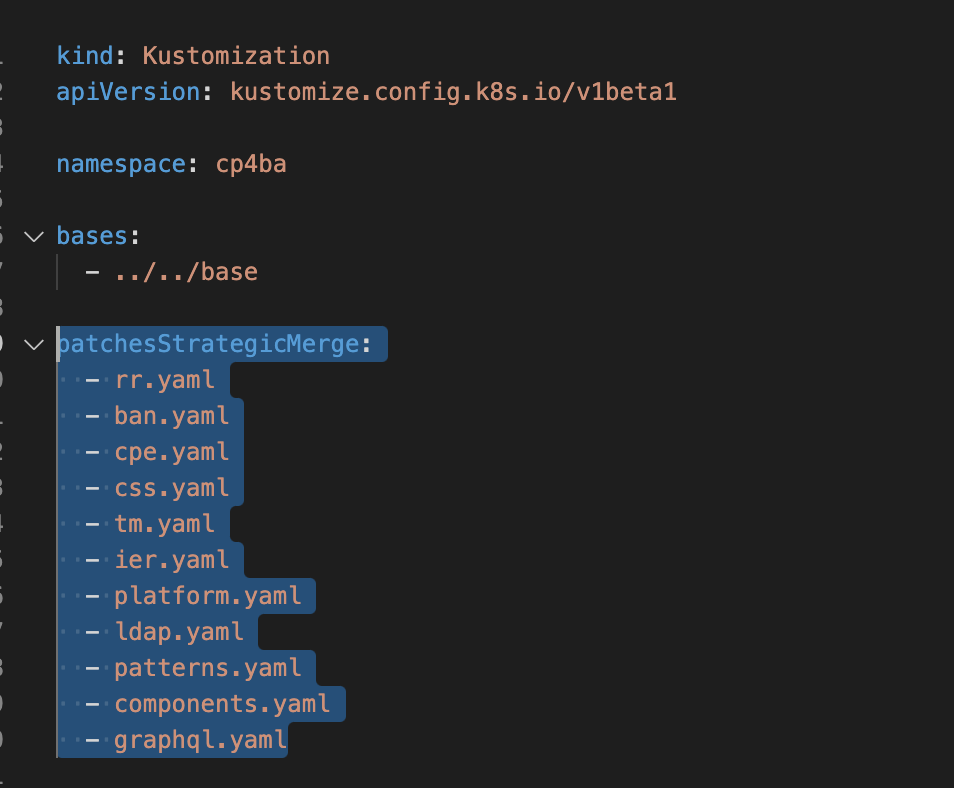 kind: Kustomization
apiVersion: kustomize.config.k8s.io/v1beta1
namespace: cp4ba
bases:
- ../../base
patchesStrategicMerge:
- rr.yaml
- ban.yaml
- cpe.yaml
- css.yaml
- tm.yaml
- ier.yaml
- platform.yaml
- ldap.yaml
- patterns.yaml
- components.yaml
- graphql.yaml